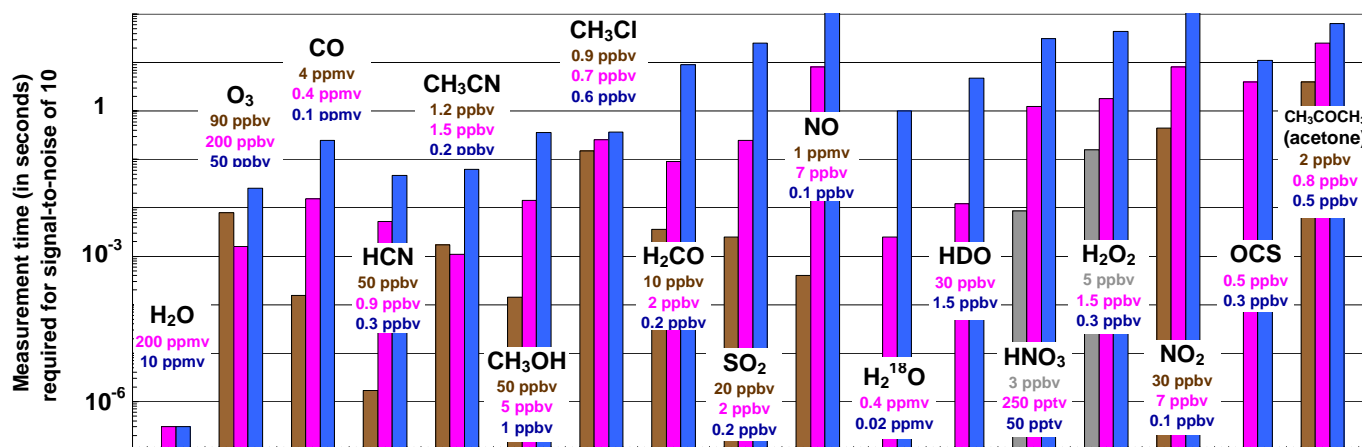 Measurement time (in seconds)
required for signal-to-noise of 10
1
10-3
10-6
H2O
200 ppmv
10 ppmv
O3
90 ppbv
200 ppbv
50 ppbv
CO
4 ppmv
0.4 ppmv
0.1 ppmv
HCN
50 ppbv
0.9 ppbv
0.3 ppbv
CH3CN
1.2 ppbv
1.5 ppbv
0.2 ppbv
CH3OH
50 ppbv
5 ppbv
1 ppbv
CH3Cl
0.9 ppbv
0.7 ppbv
0.6 ppbv
H2CO
10 ppbv
2 ppbv
0.2 ppbv
SO2
20 ppbv
2 ppbv
0.2 ppbv
NO
1 ppmv
7 ppbv
0.1 ppbv
H218O
0.4 ppmv
0.02 ppmv
HDO
30 ppbv
1.5 ppbv
HNO3
3 ppbv
250 pptv
50 pptv
H2O2
5 ppbv
1.5 ppbv
0.3 ppbv
NO2
30 ppbv
7 ppbv
0.1 ppbv
OCS
0.5 ppbv
0.3 ppbv
CH3COCH3
(acetone)
2 ppbv
0.8 ppbv
0.5 ppbv